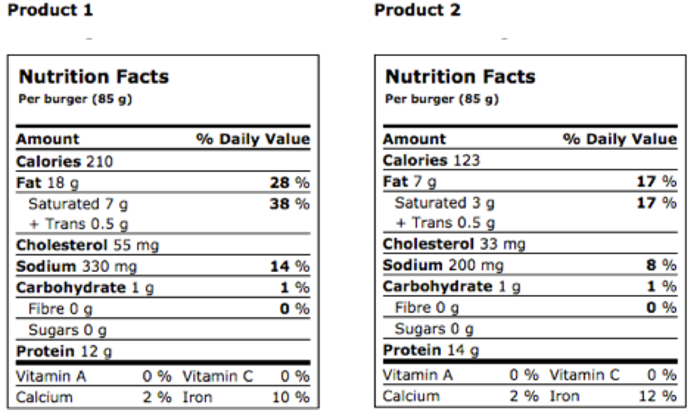 Product 1
Nutrition Facts
Per burger (85 g)
Amount % Daily Value
Calories 210
Fat 18 g 28 %
Saturated 7 g 38 %
+ Trans 0.5 g
Cholesterol 55 mg
Sodium 330 mg 14 %
Carbohydrate 1 g 1 %
Fibre 0 g 0 %
Sugars 0 g
Protein 12 g
Vitamin A 0 % Vitamin C 0 %
Calcium 2 % Iron 10 %
Product 2
Nutrition Facts
Per burger (85 g)
Amount % Daily Value
Calories 123
Fat 7 g 17 %
Saturated 3 g 17 %
+ Trans 0.5 g
Cholesterol 33 mg
Sodium 200 mg 8 %
Carbohydrate 1 g 1 %
Fibre 0 g 0 %
Sugars 0 g
Protein 14 g
Vitamin A 0 % Vitamin C 0 %
Calcium 2 % Iron 12 %